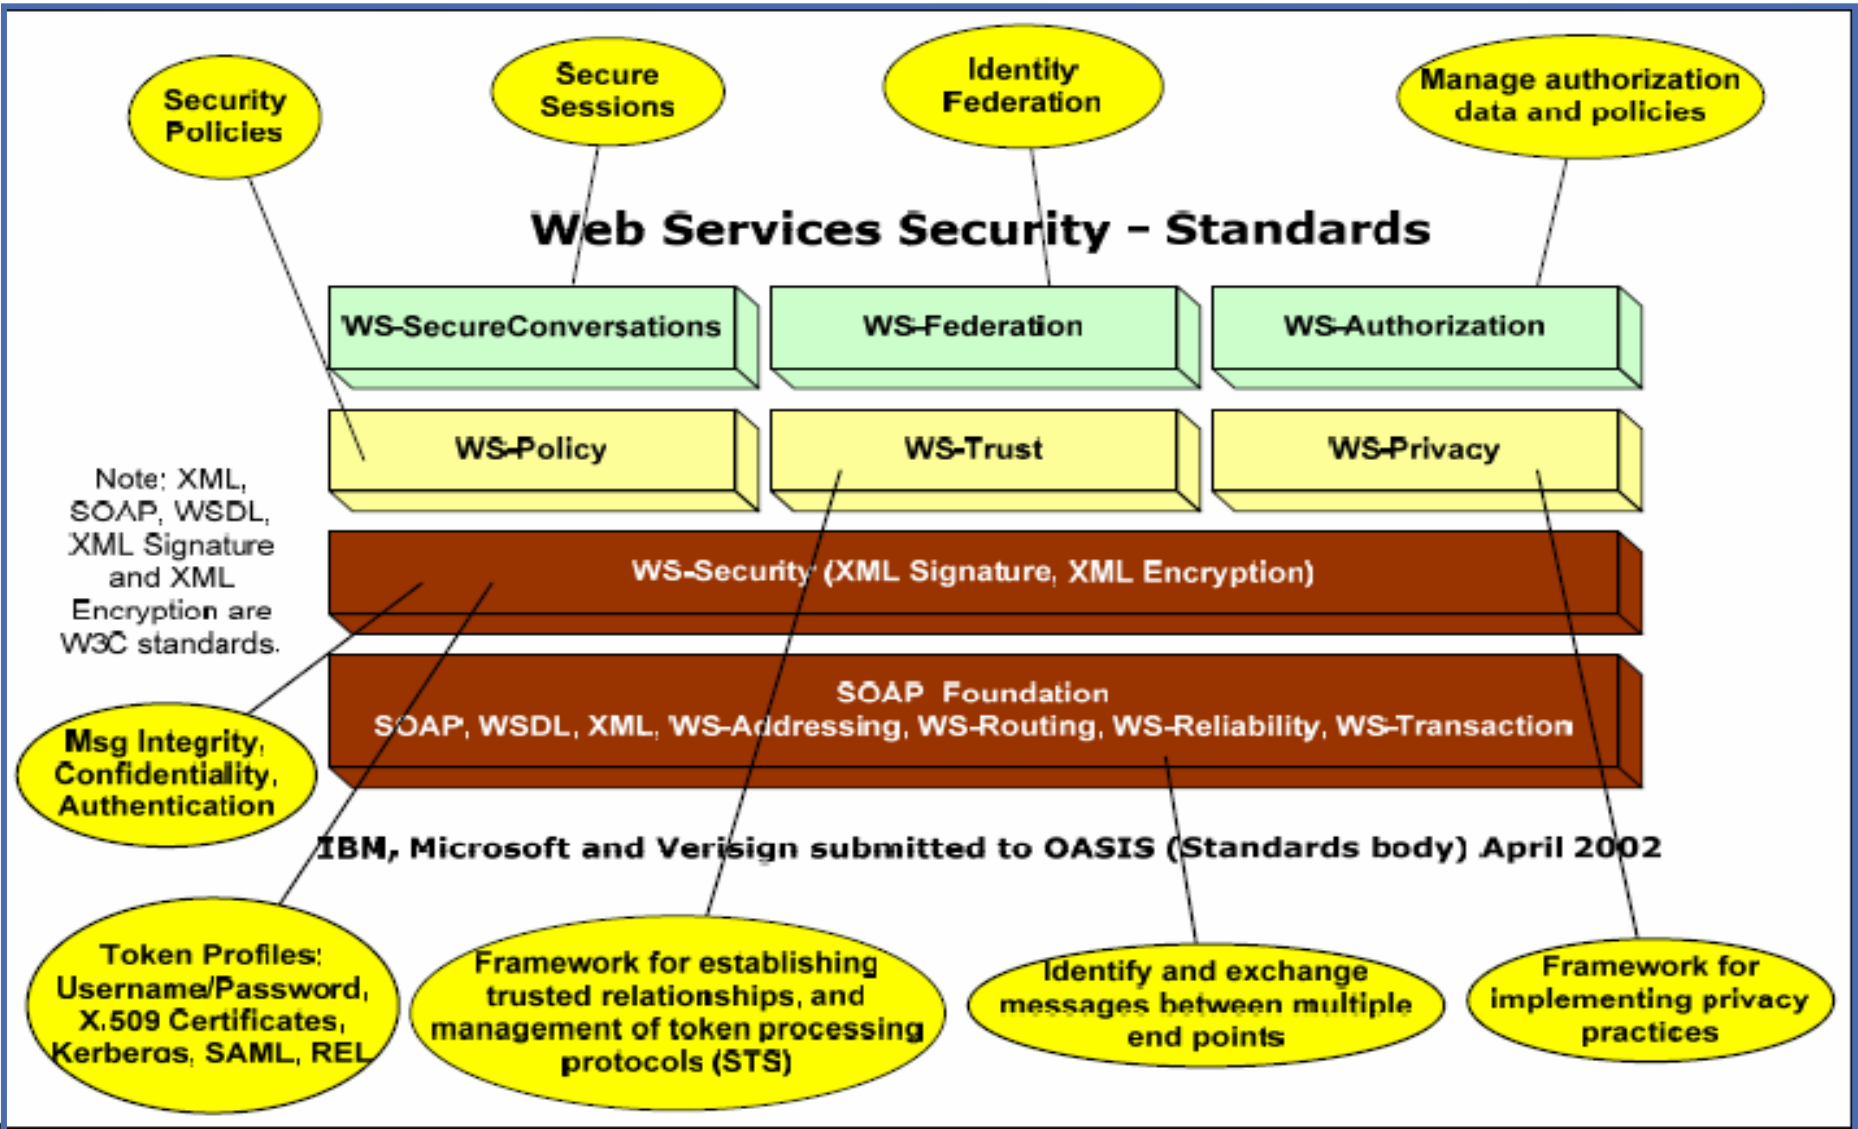 Security
Policies
Secure
Sessions
Identity
Federation
Manage authorization
data and policies
Web Services Security - Standards
WS-SecureConversations
WS-Federation
WS-Authorization
WS-Policy
WS-Trust
WS-Privacy
Note: XML,
SOAP, WSDL,
XML Signature
and XML
Encryption are
W3C standards.
WS-Security (XML Signature, XML Encryption)
SOAP Foundation
SOAP, WSDL, XML, WS-Addressing, WS-Routing, WS-Reliability, WS-Transaction
Msg Integrity,
Confidentiality,
Authentication
IBM, Microsoft and Verisign submitted to OASIS (Standards body) April 2002
Token Profiles:
Username/Password,
X.509 Certificates,
Kerberos, SAML, REL
Framework for establishing
trusted relationships, and
management of token processing
protocols (STS)
Identify and exchange
messages between multiple
end points
Framework for
implementing privacy
practices